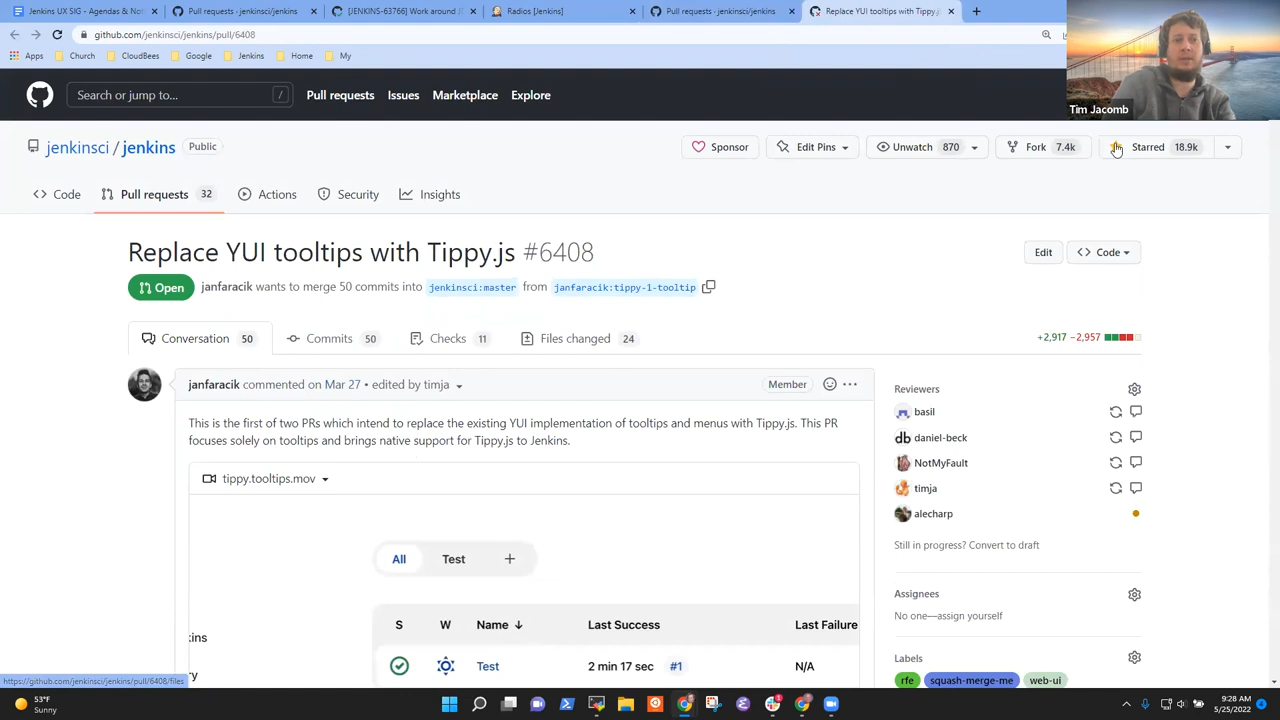 Jenkins UX SIG - Agendas & Notes
Pull requests · jenkinsci/jenkins
[JENKINS-63766] Work around J
Radios [Jenkins]
Pull requests · jenkinsci/jenkins
Replace YUI tooltips with Tippy.js
github.com/jenkinsci/jenkins/pull/6408
Apps
Church
CloudBees
Google
Jenkins
Home
My
Tim Jacomb
Search or jump to...
/
Pull requests
Issues
Marketplace
Explore
jenkinsci / jenkins
Public
Sponsor
Edit Pins
Unwatch 870
Fork 7.4k
Starred 18.9k
Code
Pull requests 32
Actions
Security
Insights
Replace YUI tooltips with Tippy.js #6408
Edit
Code
Open
janfaracik wants to merge 50 commits into jenkinsci:master from janfaracik:tippy-1-tooltip
Conversation 50
Commits 50
Checks 11
Files changed 24
+2,917 −2,957
janfaracik commented on Mar 27 • edited by timja
Member
This is the first of two PRs which intend to replace the existing YUI implementation of tooltips and menus with Tippy.js. This PR
focuses solely on tooltips and brings native support for Tippy.js to Jenkins.
tippy.tooltips.mov
All
Test
+
S
W
Name ↓
Last Success
Last Failure
kins
Test
2 min 17 sec #1
N/A
ry
Reviewers
basil
daniel-beck
NotMyFault
timja
alecharp
Still in progress? Convert to draft
Assignees
No one—assign yourself
Labels
rfe
squash-merge-me
web-ui
https://github.com/jenkinsci/jenkins/pull/6408/files
53°F
Sunny
9:28 AM
5/25/2022